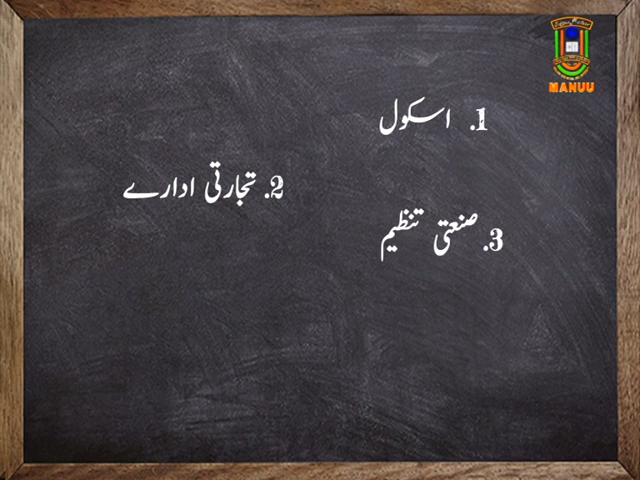 MANUU
1. اسکول
2. تجارتی ادارے
3. صنعتی تنظیم